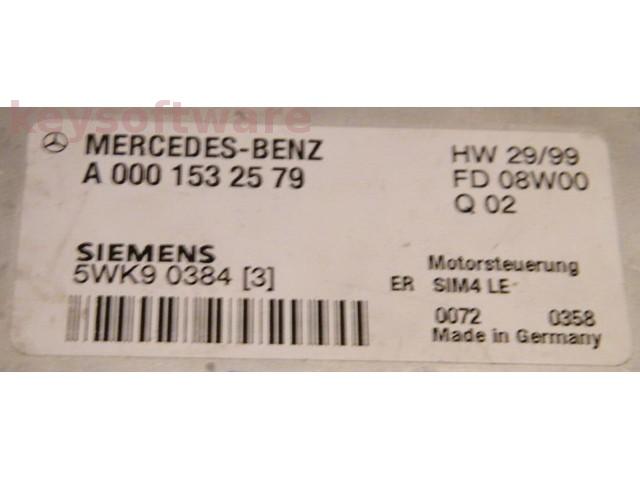 keysoftware
MERCEDES-BENZ
A 000 153 25 79
HW 29/99
FD 08W00
Q 02
SIEMENS
5WK9 0384 [3]
Motorsteuerung
ER SIM4 LE
0072 0358
Made in Germany